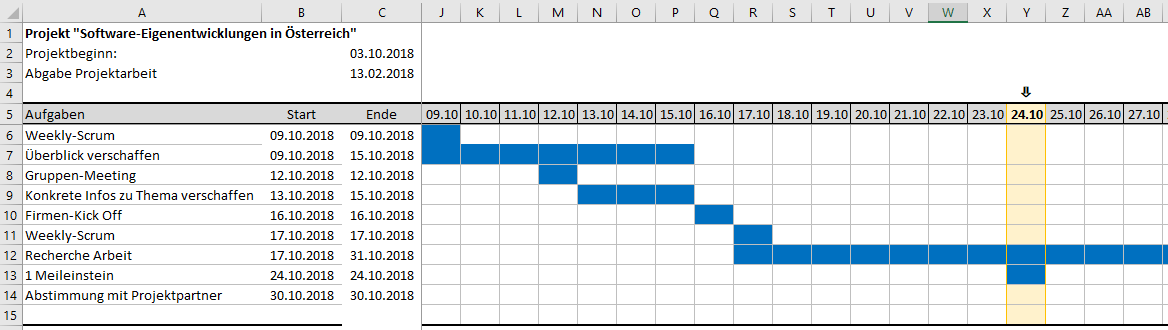 A B C J K L M N O P Q R S T U V W X Y Z AA AB
1 Projekt "Software-Eigenentwicklungen in Österreich"
2 Projektbeginn: 03.10.2018
3 Abgabe Projektarbeit 13.02.2018
4 ⇓
5 Aufgaben Start Ende 09.10 10.10 11.10 12.10 13.10 14.10 15.10 16.10 17.10 18.10 19.10 20.10 21.10 22.10 23.10 24.10 25.10 26.10 27.10
6 Weekly-Scrum 09.10.2018 09.10.2018
7 Überblick verschaffen 09.10.2018 15.10.2018
8 Gruppen-Meeting 12.10.2018 12.10.2018
9 Konkrete Infos zu Thema verschaffen 13.10.2018 15.10.2018
10 Firmen-Kick Off 16.10.2018 16.10.2018
11 Weekly-Scrum 17.10.2018 17.10.2018
12 Recherche Arbeit 17.10.2018 31.10.2018
13 1 Meileinstein 24.10.2018 24.10.2018
14 Abstimmung mit Projektpartner 30.10.2018 30.10.2018
15